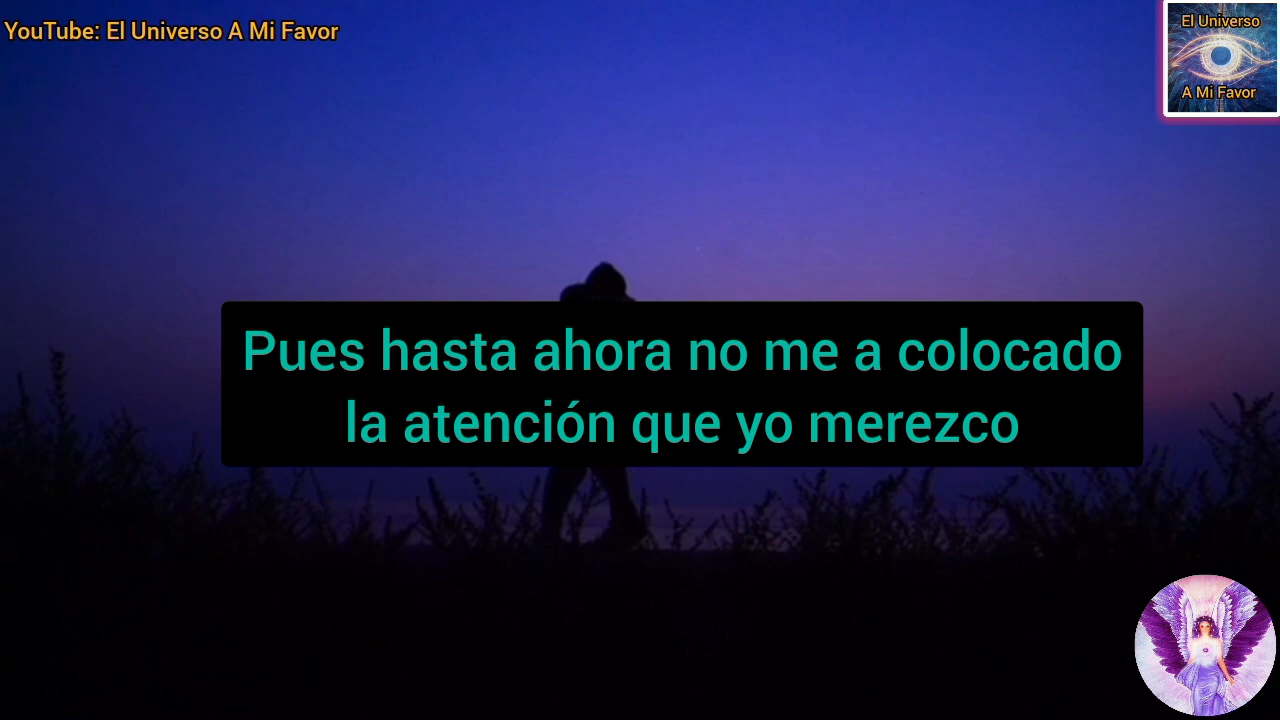 YouTube: El Universo A Mi Favor
El Universo
A Mi Favor
Pues hasta ahora no me a colocado
la atención que yo merezco